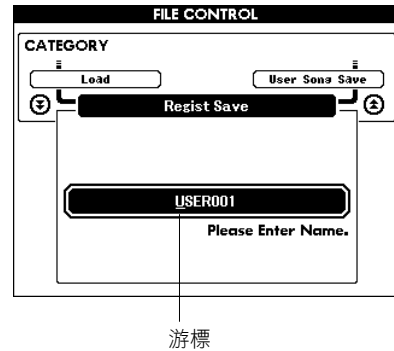 FILE CONTROL
CATEGORY
Load
User Song Save
Regist Save
USER001
Please Enter Name.
游標